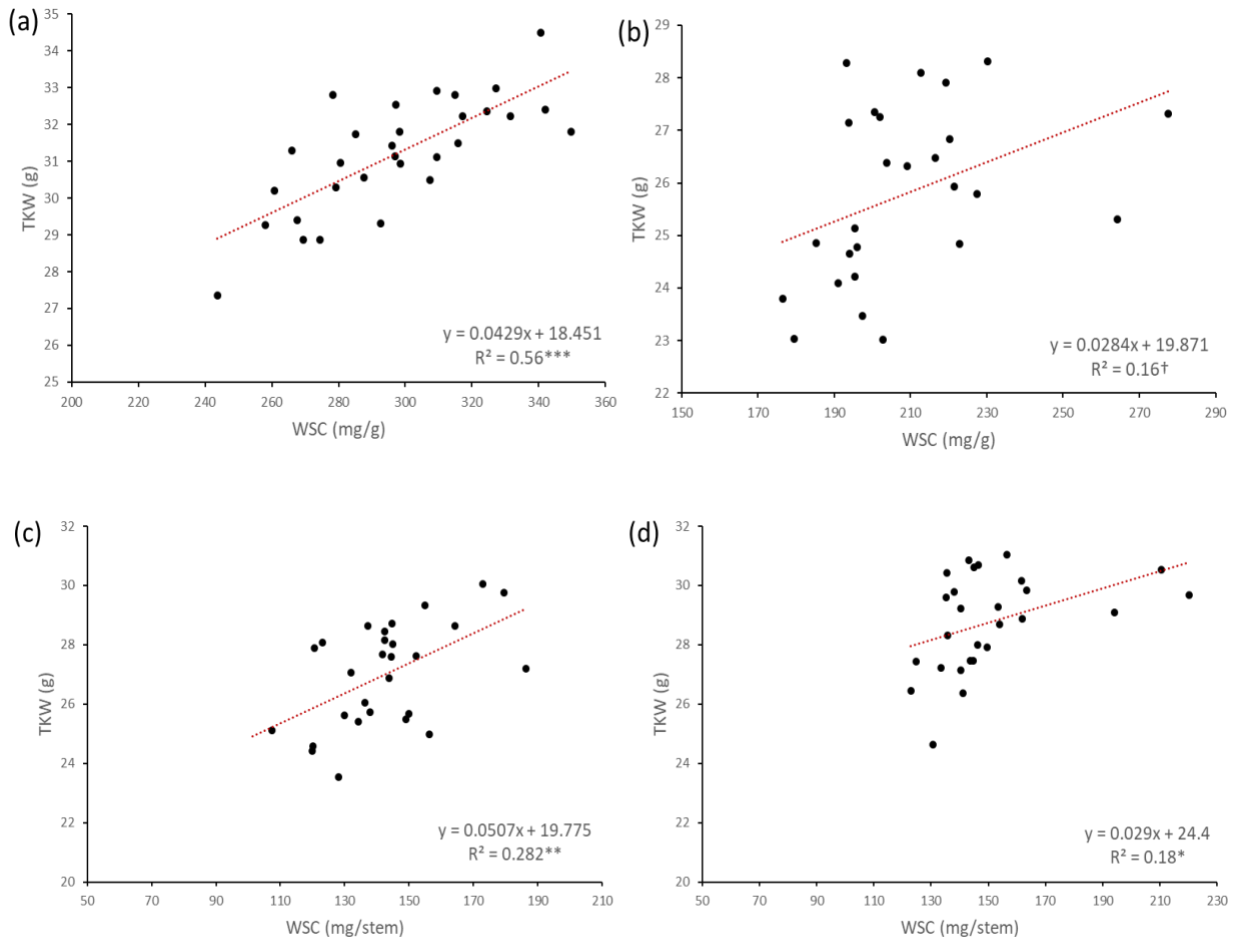 (a)
35
34
33
32
31
30
29
28
27
26
25
TKW (g)
200 220 240 260 280 300 320 340 360
WSC (mg/g)
y = 0.0429x + 18.451
R² = 0.56***
(b)
29
28
27
26
25
24
23
22
TKW (g)
150 170 190 210 230 250 270 290
WSC (mg/g)
y = 0.0284x + 19.871
R² = 0.16†
(c)
32
30
28
26
24
22
20
TKW (g)
50 70 90 110 130 150 170 190 210
WSC (mg/stem)
y = 0.0507x + 19.775
R² = 0.282**
(d)
32
30
28
26
24
22
20
TKW (g)
50 70 90 110 130 150 170 190 210 230
WSC (mg/stem)
y = 0.029x + 24.4
R² = 0.18*